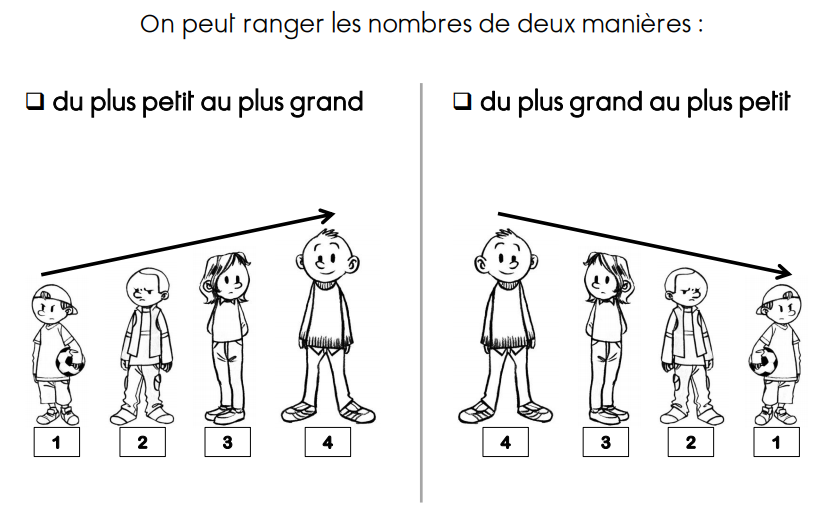 On peut ranger les nombres de deux manières :
❑ du plus petit au plus grand
1 2 3 4
❑ du plus grand au plus petit
4 3 2 1